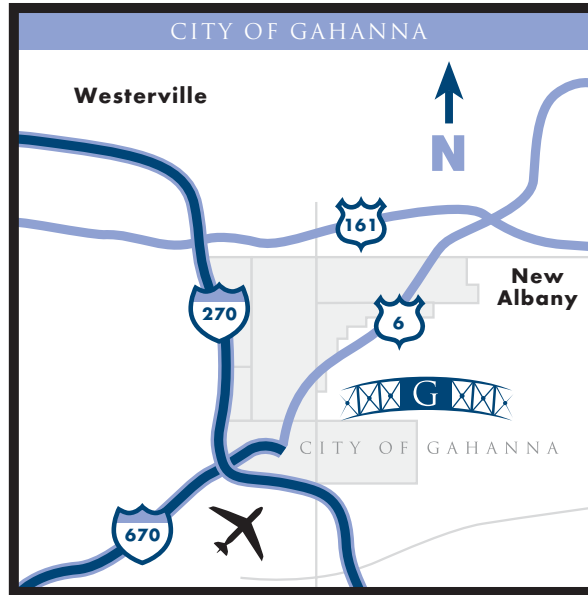 CITY OF GAHANNA
Westerville
N
161
New
Albany
270
6
G
CITY OF GAHANNA
670